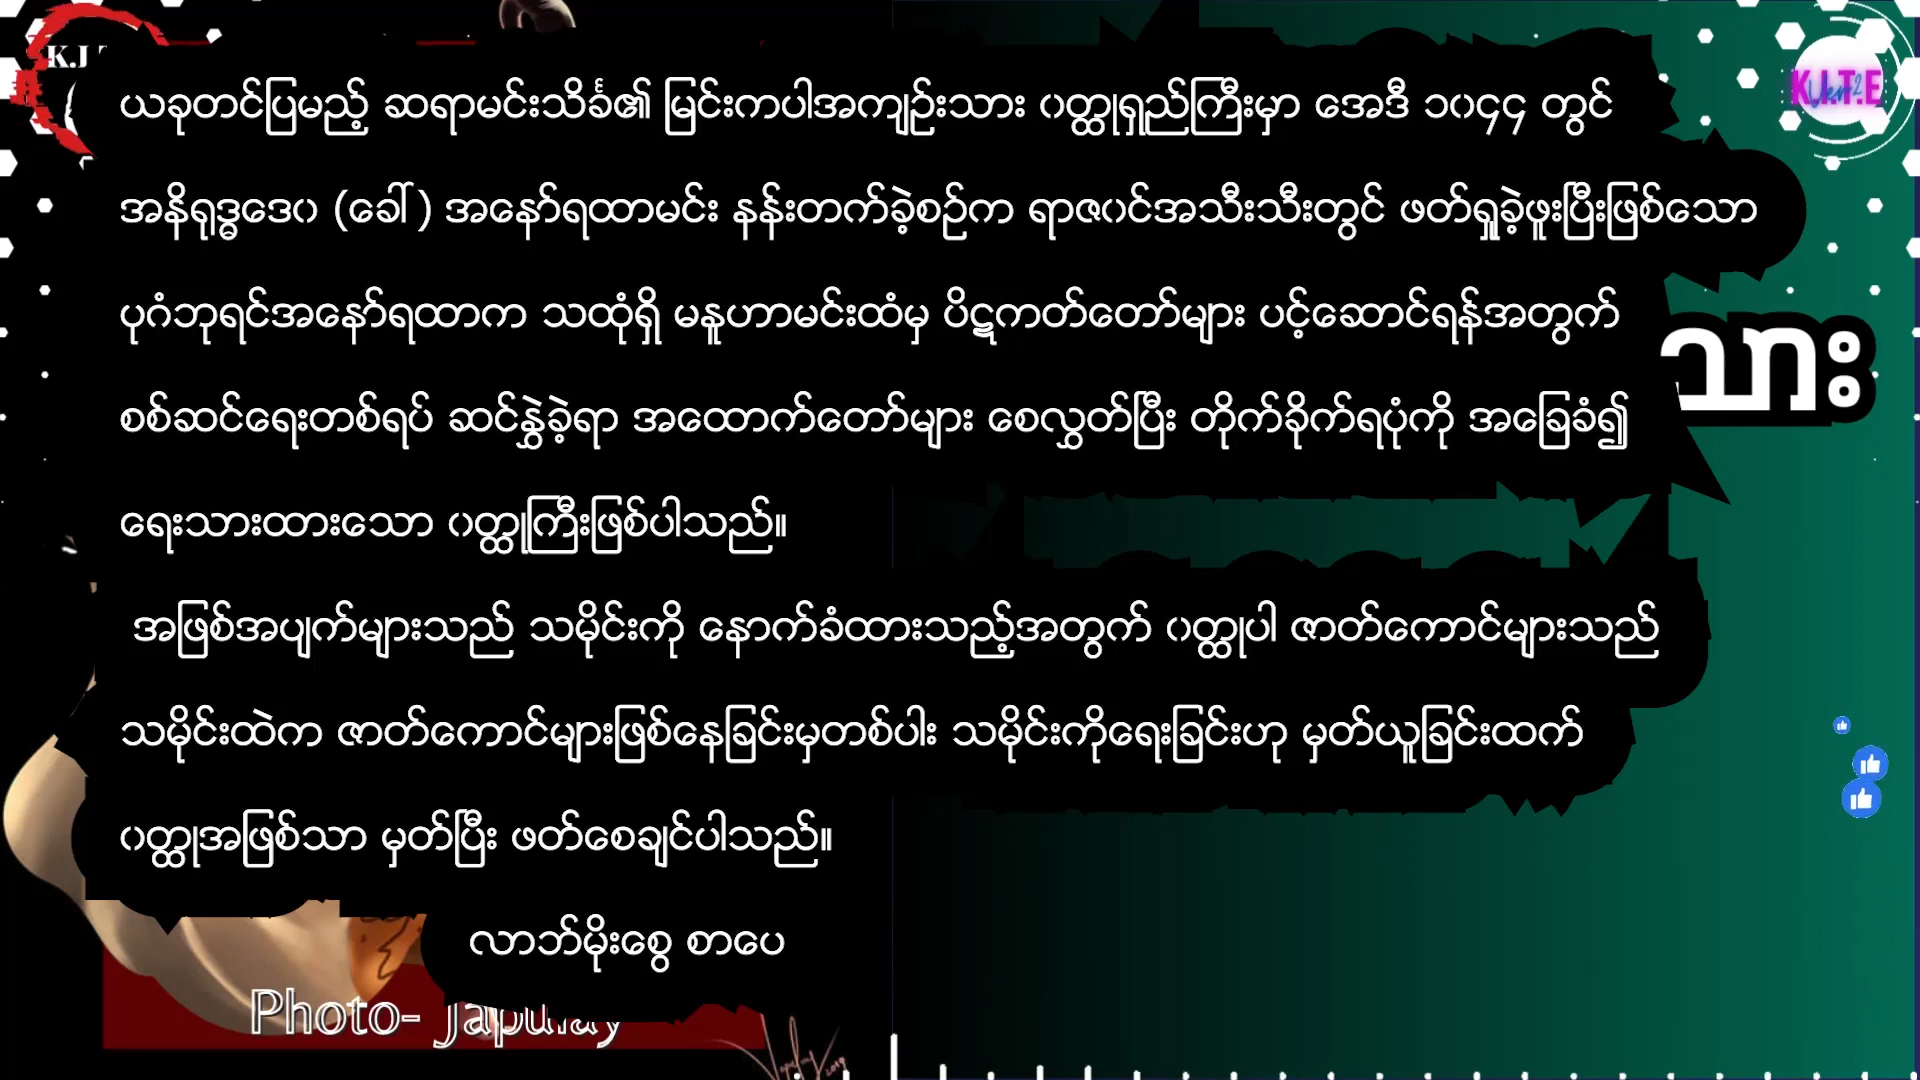 ယခုတင်ပြမည့် ဆရာမင်းသိင်္ခ၏ မြင်းကပါအကျဉ်းသား ဝတ္ထုရှည်ကြီးမှာ အေဒီ ၁၀၄၄ တွင်
အနိရုဒ္ဓဒေဝ (ခေါ်) အနော်ရထာမင်း နန်းတက်ခဲ့စဉ်က ရာဇဝင်အသီးသီးတွင် ဖတ်ရှုခဲ့ဖူးပြီးဖြစ်သော
ပုဂံဘုရင်အနော်ရထာက သထုံရှိ မနူဟာမင်းထံမှ ပိဋကတ်တော်များ ပင့်ဆောင်ရန်အတွက်
စစ်ဆင်ရေးတစ်ရပ် ဆင်နွှဲခဲ့ရာ အထောက်တော်များ စေလွှတ်ပြီး တိုက်ခိုက်ရပုံကို အခြေခံ၍
ရေးသားထားသော ဝတ္ထုကြီးဖြစ်ပါသည်။
အဖြစ်အပျက်များသည် သမိုင်းကို နောက်ခံထားသည့်အတွက် ဝတ္ထုပါ ဇာတ်ကောင်များသည်
သမိုင်းထဲက ဇာတ်ကောင်များဖြစ်နေခြင်းမှတစ်ပါး သမိုင်းကိုရေးခြင်းဟု မှတ်ယူခြင်းထက်
ဝတ္ထုအဖြစ်သာ မှတ်ပြီး ဖတ်စေချင်ပါသည်။
လာဘ်မိုးစွေ စာပေ
သား
K.J
K.I.T.E
Photo-